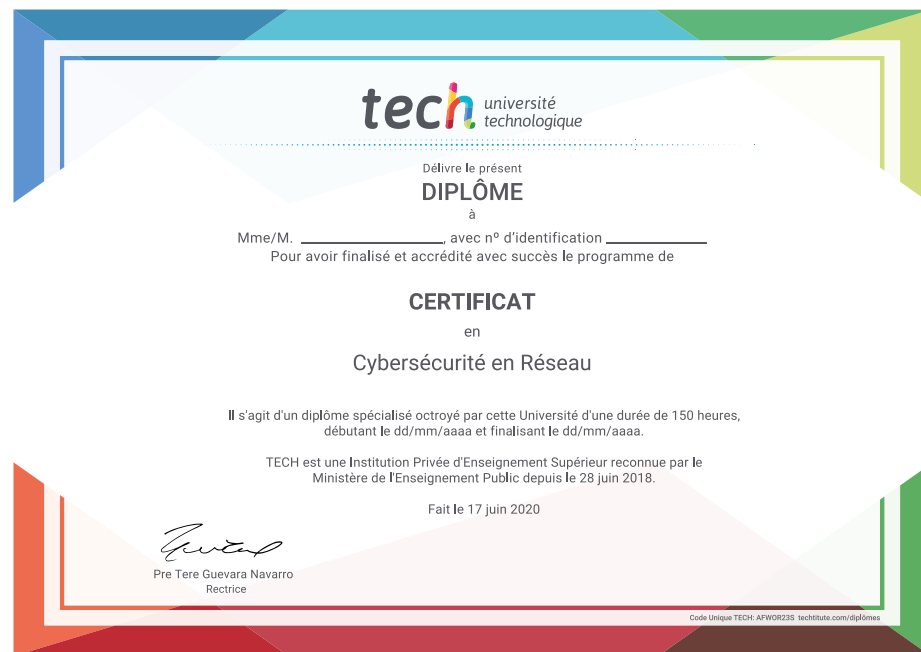 tech université
technologique
Délivre le présent
DIPLÔME
à
Mme/M. ____________________, avec nº d'identification ______________
Pour avoir finalisé et accrédité avec succès le programme de
CERTIFICAT
en
Cybersécurité en Réseau
Il s'agit d'un diplôme spécialisé octroyé par cette Université d'une durée de 150 heures,
débutant le dd/mm/aaaa et finalisant le dd/mm/aaaa.
TECH est une Institution Privée d'Enseignement Supérieur reconnue par le
Ministère de l'Enseignement Public depuis le 28 juin 2018.
Fait le 17 juin 2020
Pre Tere Guevara Navarro
Rectrice
Code Unique TECH: AFWOR23S techtitute.com/diplômes